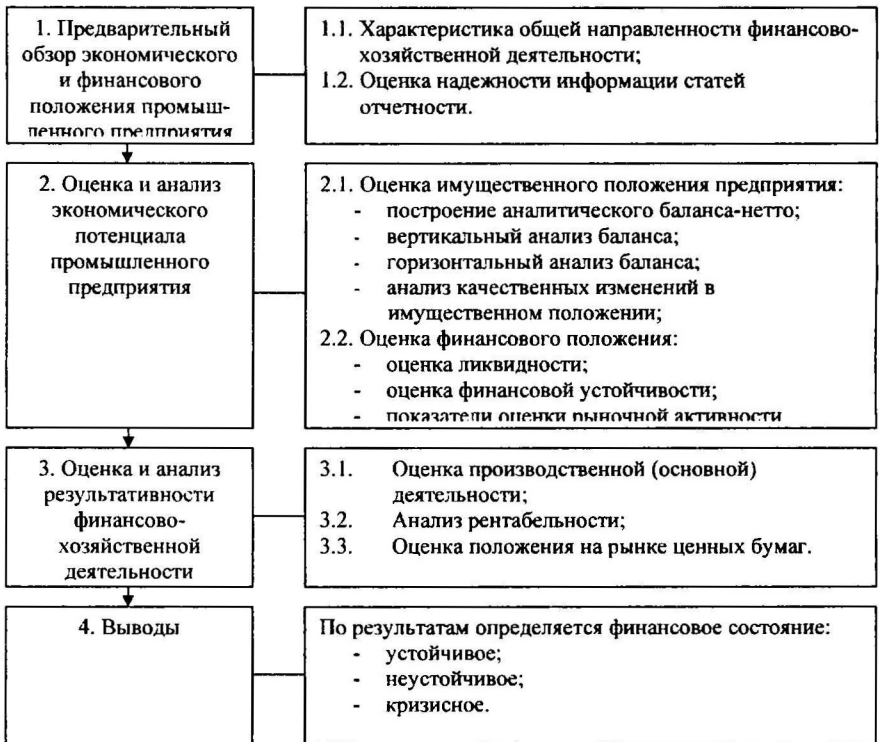 1. Предварительный
обзор экономического
и финансового
положения промыш-
ленного предприятия
1.1. Характеристика общей направленности финансово-
хозяйственной деятельности;
1.2. Оценка надежности информации статей
отчетности.
2. Оценка и анализ
экономического
потенциала
промышленного
предприятия
2.1. Оценка имущественного положения предприятия:
- построение аналитического баланса-нетто;
- вертикальный анализ баланса;
- горизонтальный анализ баланса;
- анализ качественных изменений в
имущественном положении;
2.2. Оценка финансового положения:
- оценка ликвидности;
- оценка финансовой устойчивости;
- показатели оценки рыночной активности
3. Оценка и анализ
результативности
финансово-
хозяйственной
деятельности
3.1. Оценка производственной (основной)
деятельности;
3.2. Анализ рентабельности;
3.3. Оценка положения на рынке ценных бумаг.
4. Выводы
По результатам определяется финансовое состояние:
- устойчивое;
- неустойчивое;
- кризисное.